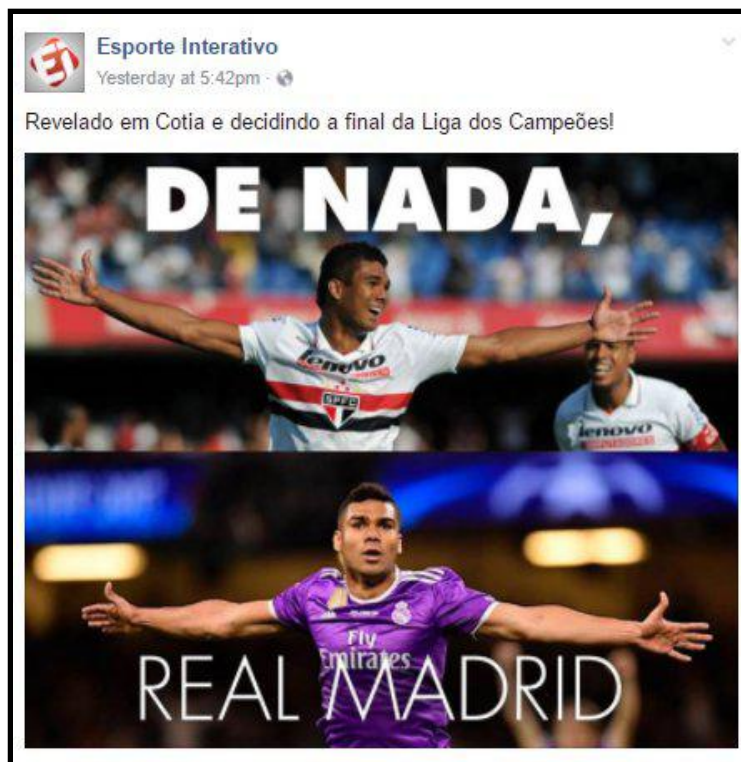 Esporte Interativo
Yesterday at 5:42pm ·
Revelado em Cotia e decidindo a final da Liga dos Campeões!
DE NADA,
lenovo
SPFC
lenovo
Fly
Emirates
REAL MADRID